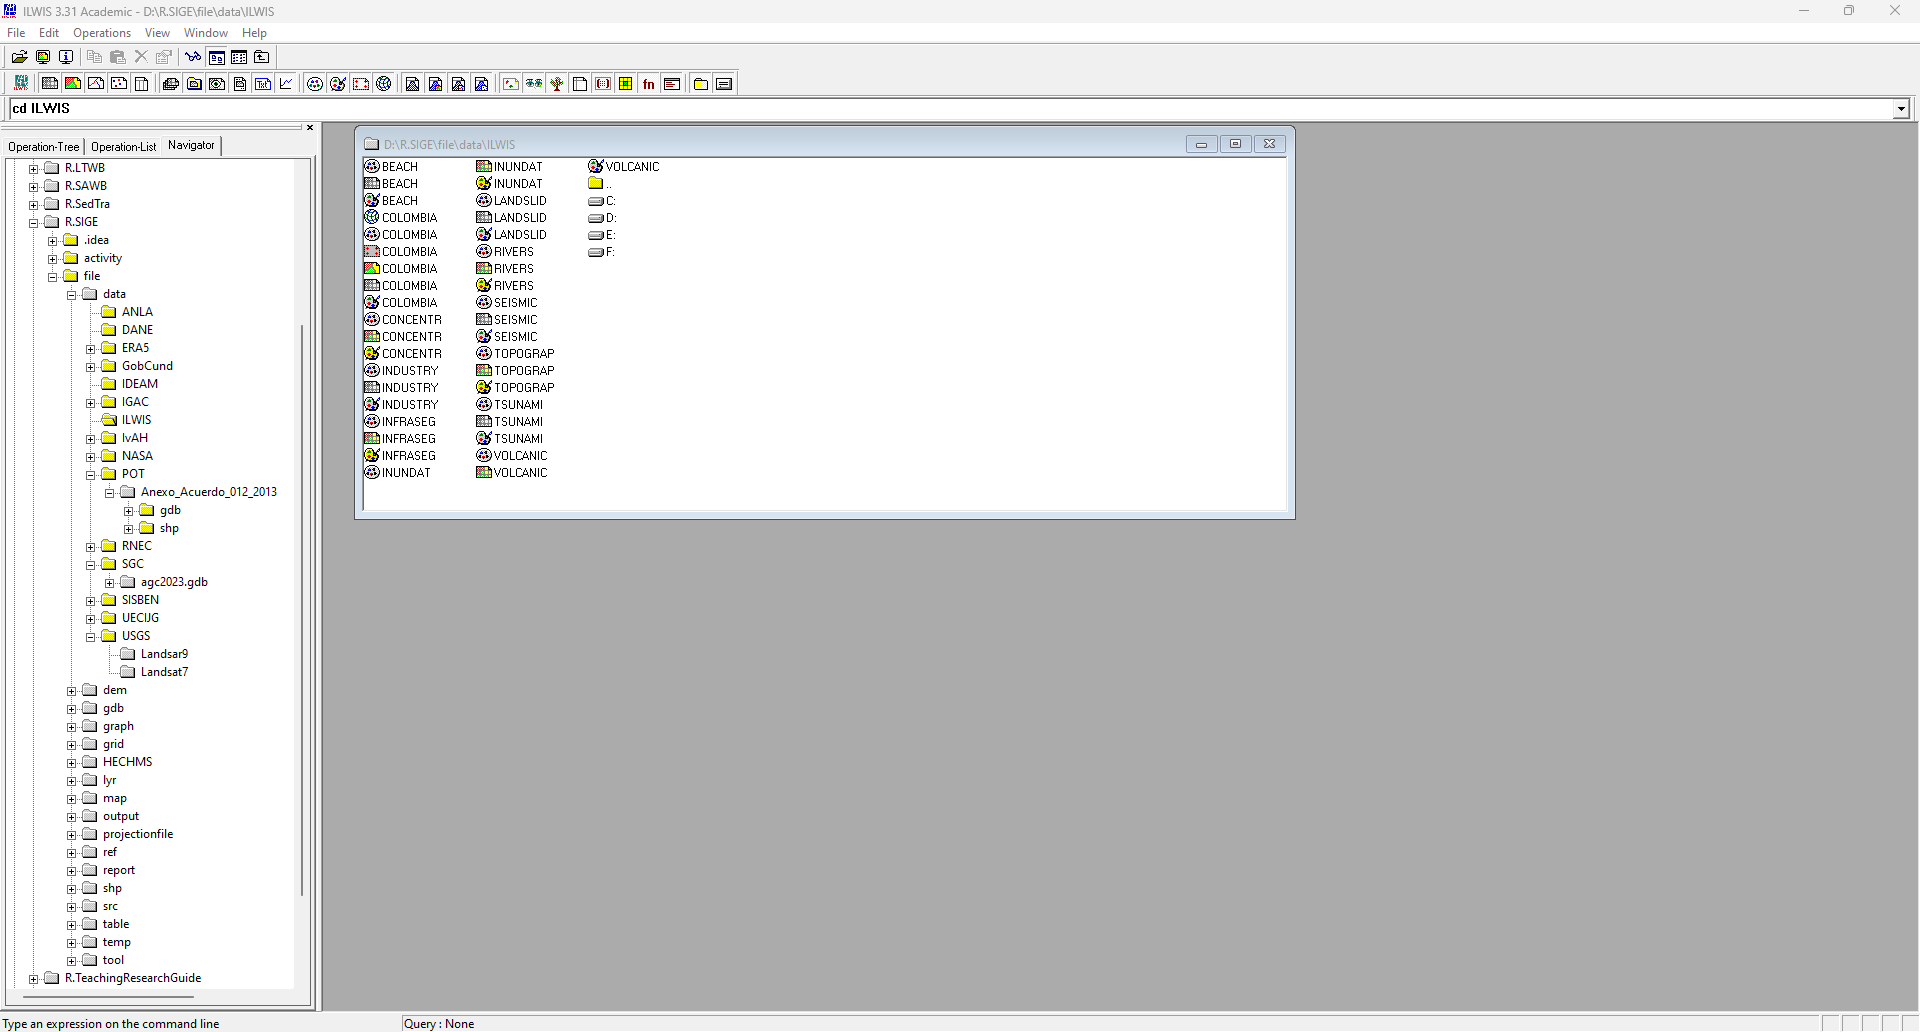 ILWIS 3.31 Academic - D:\R.SIGE\file\data\ILWIS
File Edit Operations View Window Help
Txt fn
cd ILWIS
Operation-Tree Operation-List Navigator
R.LTWB
R.SAWB
R.SedTra
R.SIGE
.idea
activity
file
data
ANLA
DANE
ERA5
GobCund
IDEAM
IGAC
ILWIS
IvAH
NASA
POT
Anexo_Acuerdo_012_2013
gdb
shp
RNEC
SGC
agc2023.gdb
SISBEN
UECIJG
USGS
Landsar9
Landsat7
dem
gdb
graph
grid
HECHMS
lyr
map
output
projectionfile
ref
report
shp
src
table
temp
tool
R.TeachingResearchGuide
D:\R.SIGE\file\data\ILWIS
BEACH
BEACH
BEACH
COLOMBIA
COLOMBIA
COLOMBIA
COLOMBIA
COLOMBIA
COLOMBIA
CONCENTR
CONCENTR
CONCENTR
INDUSTRY
INDUSTRY
INDUSTRY
INFRASEG
INFRASEG
INFRASEG
INUNDAT
INUNDAT
INUNDAT
LANDSLID
LANDSLID
LANDSLID
RIVERS
RIVERS
RIVERS
SEISMIC
SEISMIC
SEISMIC
TOPOGRAP
TOPOGRAP
TOPOGRAP
TSUNAMI
TSUNAMI
TSUNAMI
VOLCANIC
VOLCANIC
VOLCANIC
..
C:
D:
E:
F:
Type an expression on the command line
Query : None